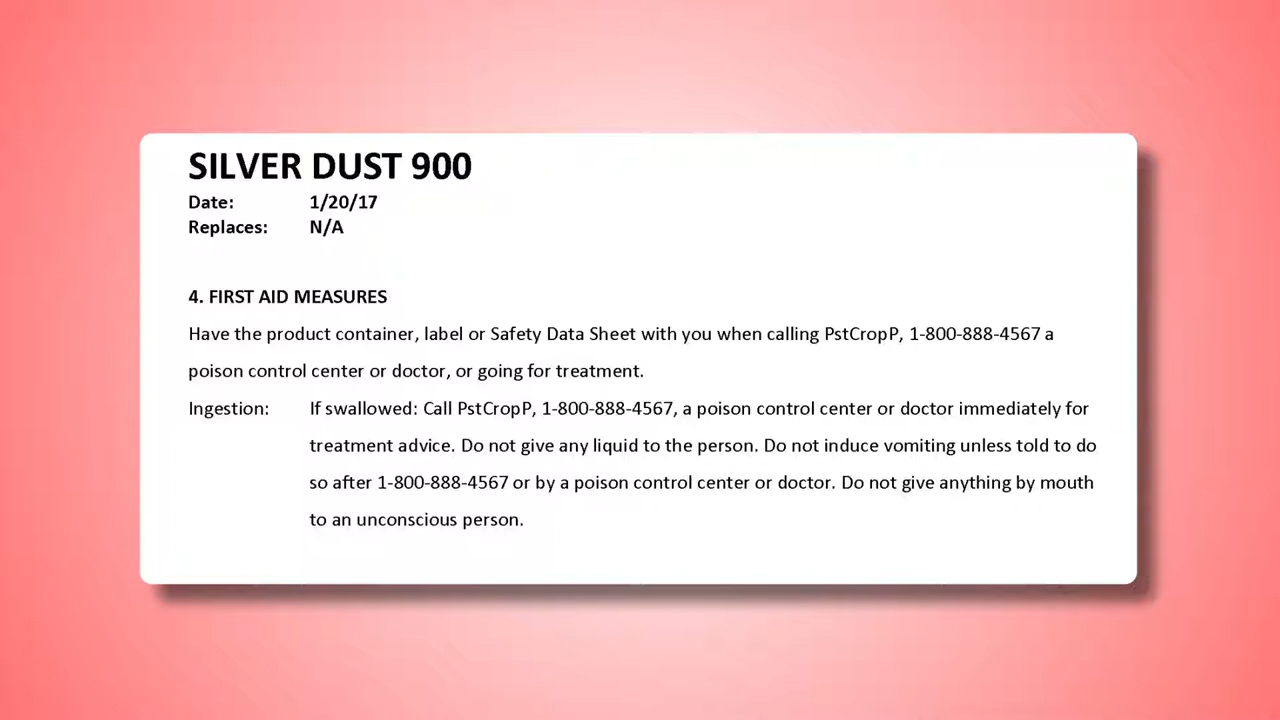 SILVER DUST 900
Date: 1/20/17
Replaces: N/A
4. FIRST AID MEASURES
Have the product container, label or Safety Data Sheet with you when calling PstCropP, 1-800-888-4567 a
poison control center or doctor, or going for treatment.
Ingestion: If swallowed: Call PstCropP, 1-800-888-4567, a poison control center or doctor immediately for
treatment advice. Do not give any liquid to the person. Do not induce vomiting unless told to do
so after 1-800-888-4567 or by a poison control center or doctor. Do not give anything by mouth
to an unconscious person.